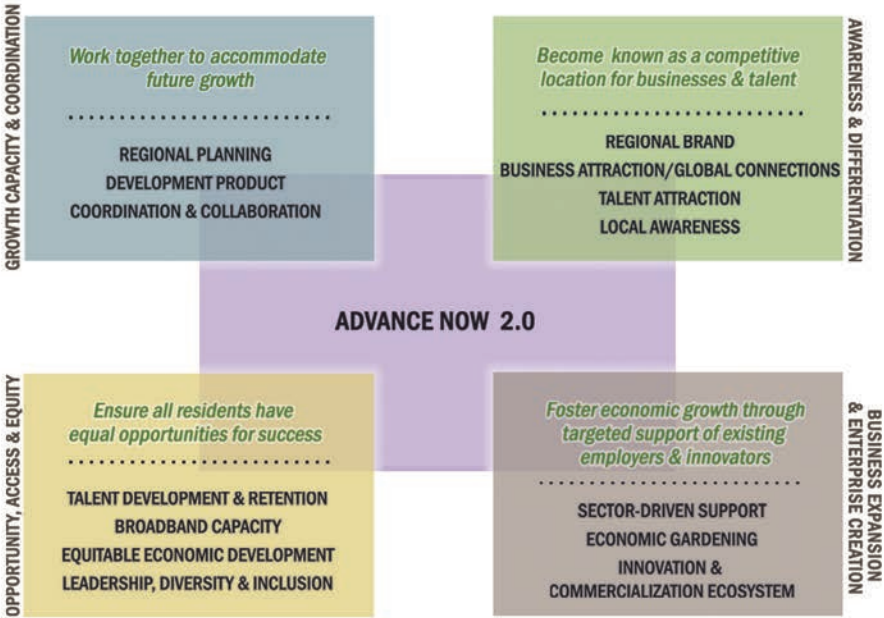 GROWTH CAPACITY & COORDINATION
Work together to accommodate
future growth
REGIONAL PLANNING
DEVELOPMENT PRODUCT
COORDINATION & COLLABORATION
AWARENESS & DIFFERENTIATION
Become known as a competitive
location for businesses & talent
REGIONAL BRAND
BUSINESS ATTRACTION/GLOBAL CONNECTIONS
TALENT ATTRACTION
LOCAL AWARENESS
ADVANCE NOW 2.0
OPPORTUNITY, ACCESS & EQUITY
Ensure all residents have
equal opportunities for success
TALENT DEVELOPMENT & RETENTION
BROADBAND CAPACITY
EQUITABLE ECONOMIC DEVELOPMENT
LEADERSHIP, DIVERSITY & INCLUSION
BUSINESS EXPANSION
& ENTERPRISE CREATION
Foster economic growth through
targeted support of existing
employers & innovators
SECTOR-DRIVEN SUPPORT
ECONOMIC GARDENING
INNOVATION &
COMMERCIALIZATION ECOSYSTEM